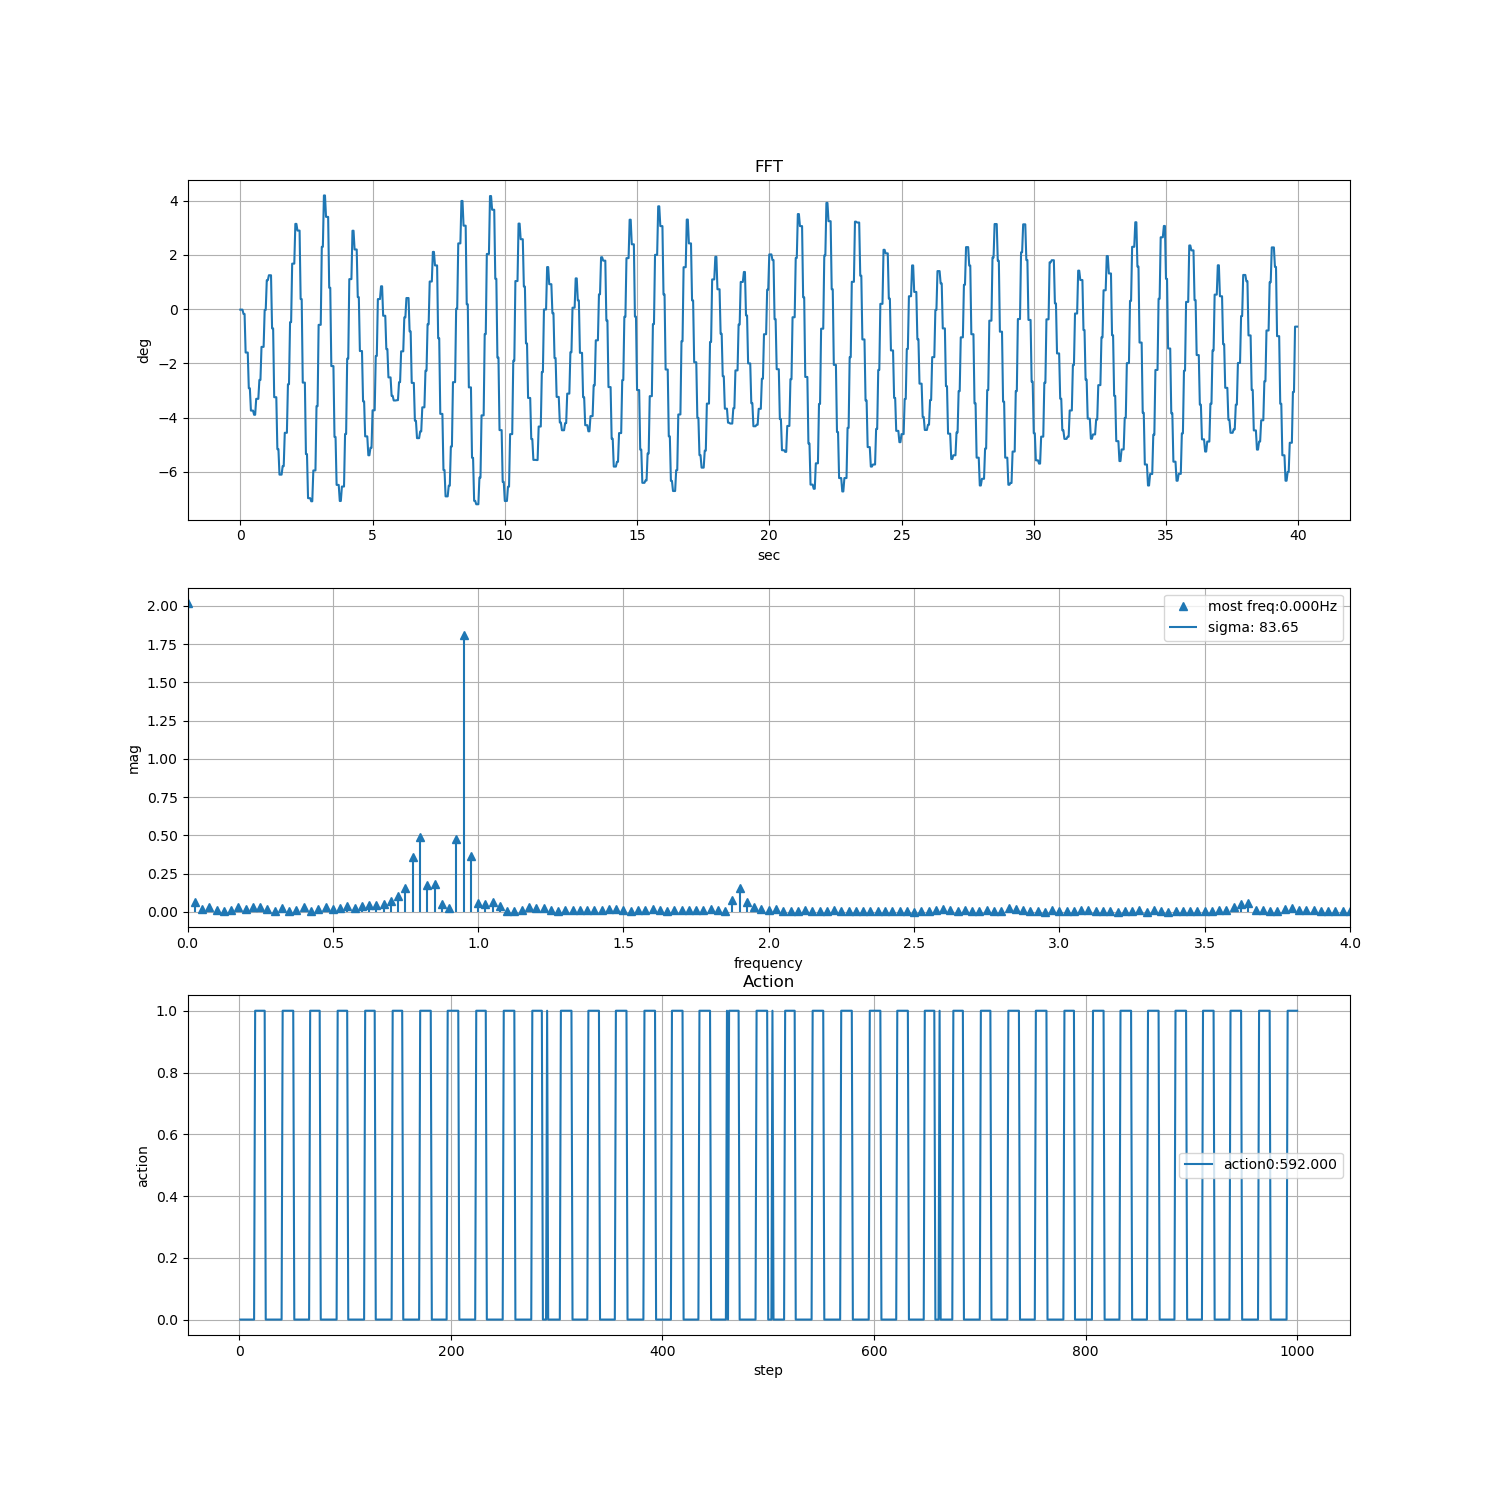 FFT
4
2
0
−2
−4
−6
deg
0 5 10 15 20 25 30 35 40
sec
2.00
1.75
1.50
1.25
1.00
0.75
0.50
0.25
0.00
mag
most freq:0.000Hz
sigma: 83.65
0.0 0.5 1.0 1.5 2.0 2.5 3.0 3.5 4.0
frequency
Action
1.0
0.8
0.6
0.4
0.2
0.0
action
action0:592.000
0 200 400 600 800 1000
step